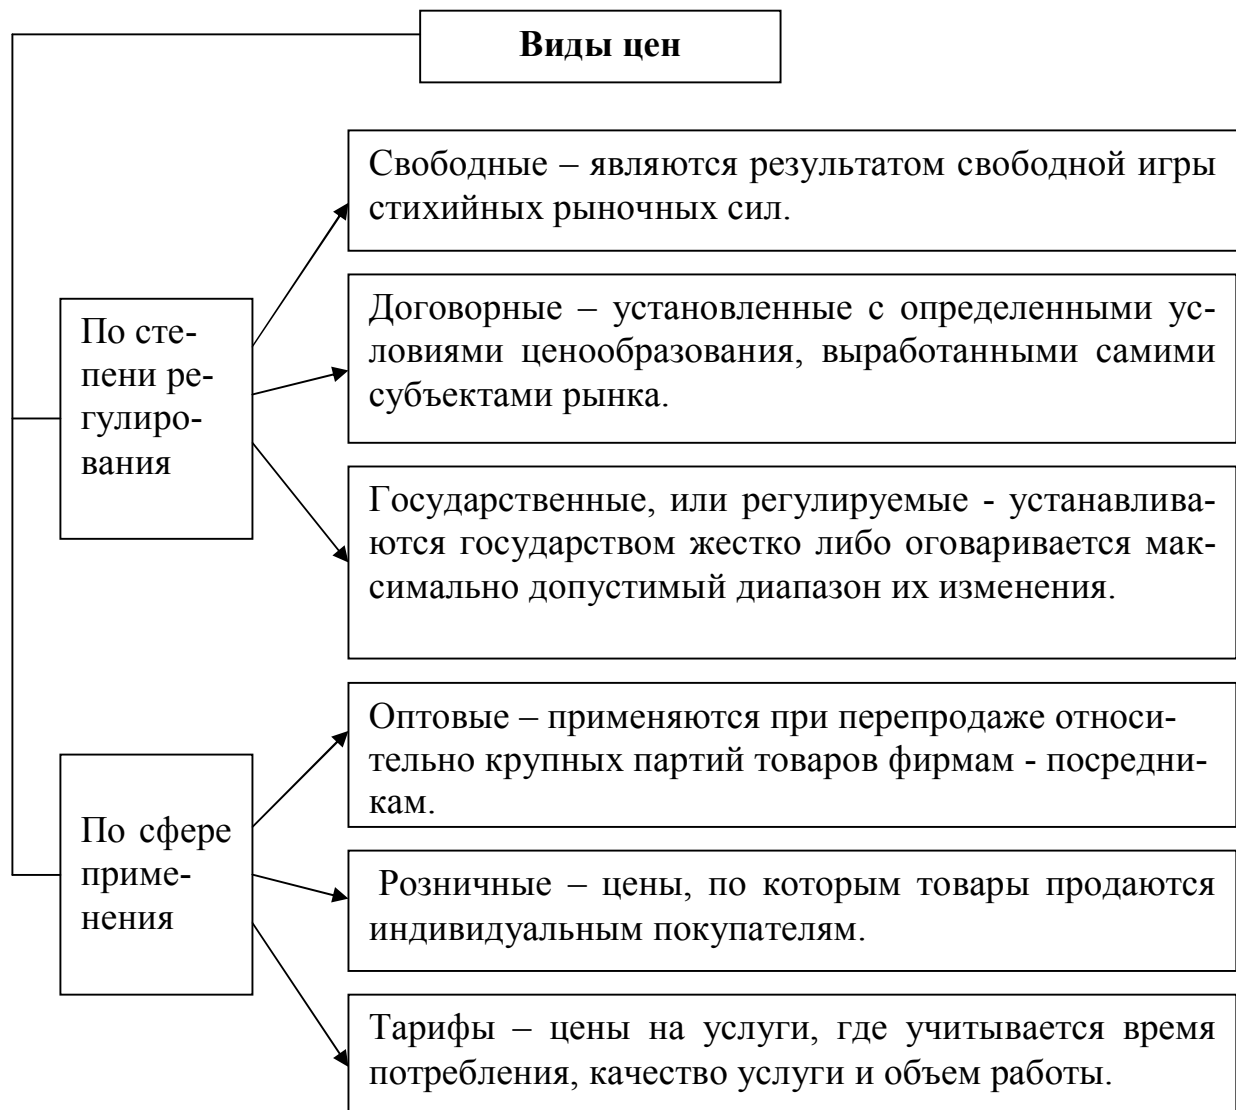 Виды цен
Свободные – являются результатом свободной игры
стихийных рыночных сил.
По сте-
пени ре-
гулиро-
вания
Договорные – установленные с определенными ус-
ловиями ценообразования, выработанными самими
субъектами рынка.
Государственные, или регулируемые - устанавлива-
ются государством жестко либо оговаривается мак-
симально допустимый диапазон их изменения.
По сфере
приме-
нения
Оптовые – применяются при перепродаже относи-
тельно крупных партий товаров фирмам - посредни-
кам.
Розничные – цены, по которым товары продаются
индивидуальным покупателям.
Тарифы – цены на услуги, где учитывается время
потребления, качество услуги и объем работы.